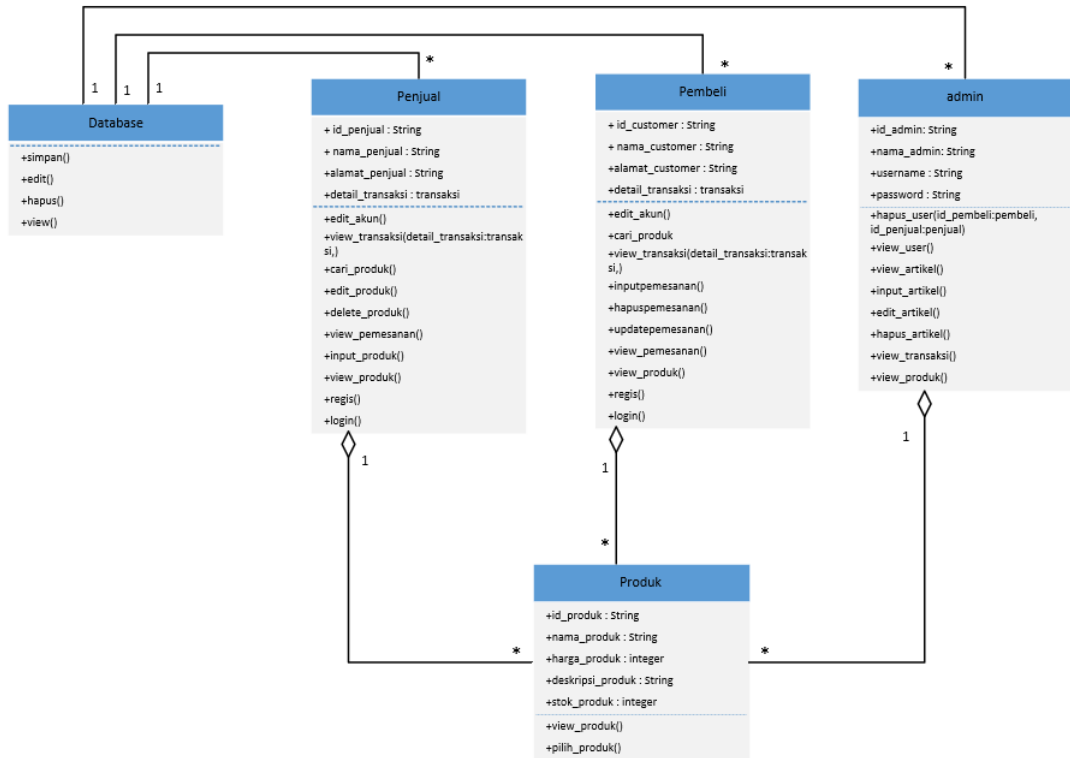 1
1
1
*
*
*
Database
+simpan()
+edit()
+hapus()
+view()
Penjual
+ id_penjual : String
+ nama_penjual : String
+alamat_penjual : String
+detail_transaksi : transaksi
+edit_akun()
+view_transaksi(detail_transaksi:transak
si,)
+cari_produk()
+edit_produk()
+delete_produk()
+view_pemesanan()
+input_produk()
+view_produk()
+regis()
+login()
1
Pembeli
+ id_customer : String
+ nama_customer : String
+alamat_customer : String
+detail_transaksi : transaksi
+edit_akun()
+cari_produk
+view_transaksi(detail_transaksi:transak
si,)
+inputpemesanan()
+hapuspemesanan()
+updatepemesanan()
+view_pemesanan()
+view_produk()
+regis()
+login()
1
admin
+id_admin: String
+nama_admin: String
+username : String
+password : String
+hapus_user(id_pembeli:pembeli,
id_penjual:penjual)
+view_user()
+view_artikel()
+input_artikel()
+edit_artikel()
+hapus_artikel()
+view_transaksi()
+view_produk()
1
*
*
*
Produk
+id_produk : String
+nama_produk : String
+harga_produk : integer
+deskripsi_produk : String
+stok_produk : integer
+view_produk()
+pilih_produk()